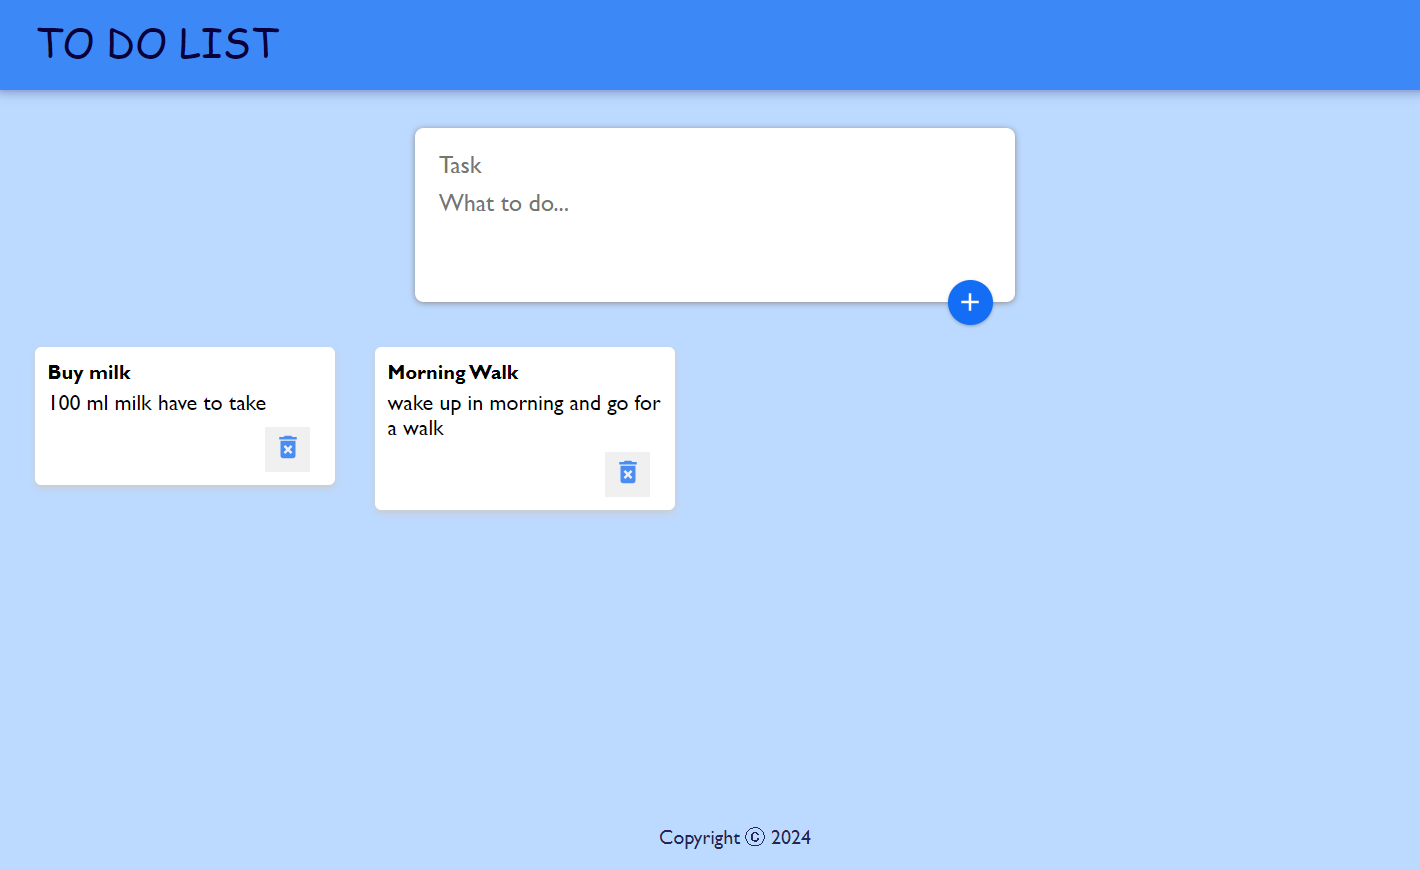 TO DO LIST
Task
What to do...
Buy milk
100 ml milk have to take
Morning Walk
wake up in morning and go for
a walk
Copyright ⓒ 2024